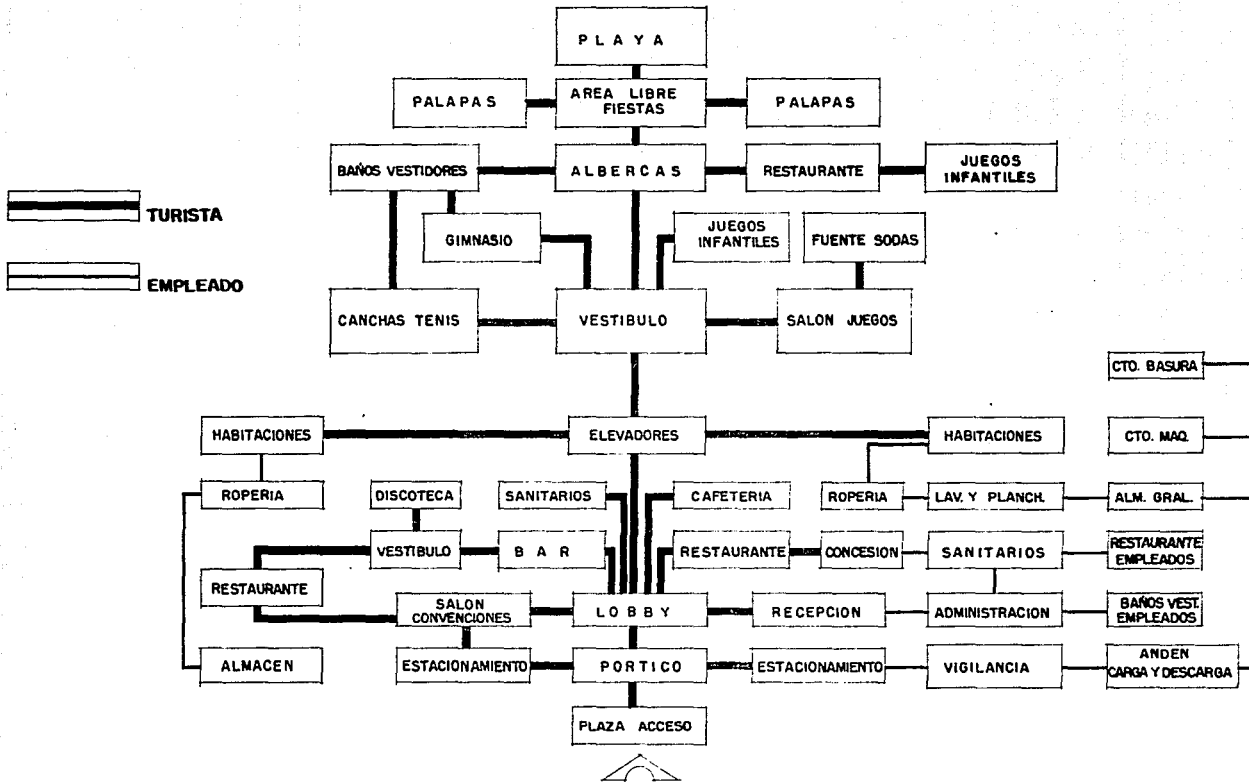 PLAYA
PALAPAS
AREA LIBRE
FIESTAS
PALAPAS
BAÑOS VESTIDORES
ALBERCAS
RESTAURANTE
JUEGOS
INFANTILES
TURISTA
GIMNASIO
JUEGOS
INFANTILES
FUENTE SODAS
EMPLEADO
CANCHAS TENIS
VESTIBULO
SALON JUEGOS
CTO. BASURA
HABITACIONES
ELEVADORES
HABITACIONES
CTO. MAQ.
ROPERIA
DISCOTECA
SANITARIOS
CAFETERIA
ROPERIA
LAV. Y PLANCH.
ALM. GRAL.
VESTIBULO
BAR
RESTAURANTE
CONCESION
SANITARIOS
RESTAURANTE
EMPLEADOS
RESTAURANTE
SALON
CONVENCIONES
LOBBY
RECEPCION
ADMINISTRACION
BAÑOS VEST.
EMPLEADOS
ALMACEN
ESTACIONAMIENTO
PORTICO
ESTACIONAMIENTO
VIGILANCIA
ANDEN
CARGA Y DESCARGA
PLAZA ACCESO